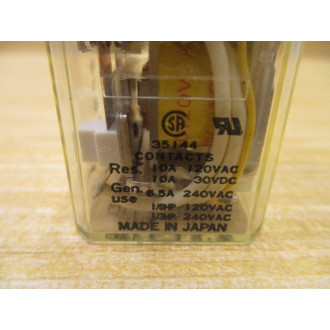 35144
CONTACTS
Res. 10A 120VAC
10A 30VDC
Gen use 6.5A 240VAC
1/6HP 120VAC
1/3HP 240VAC
MADE IN JAPAN